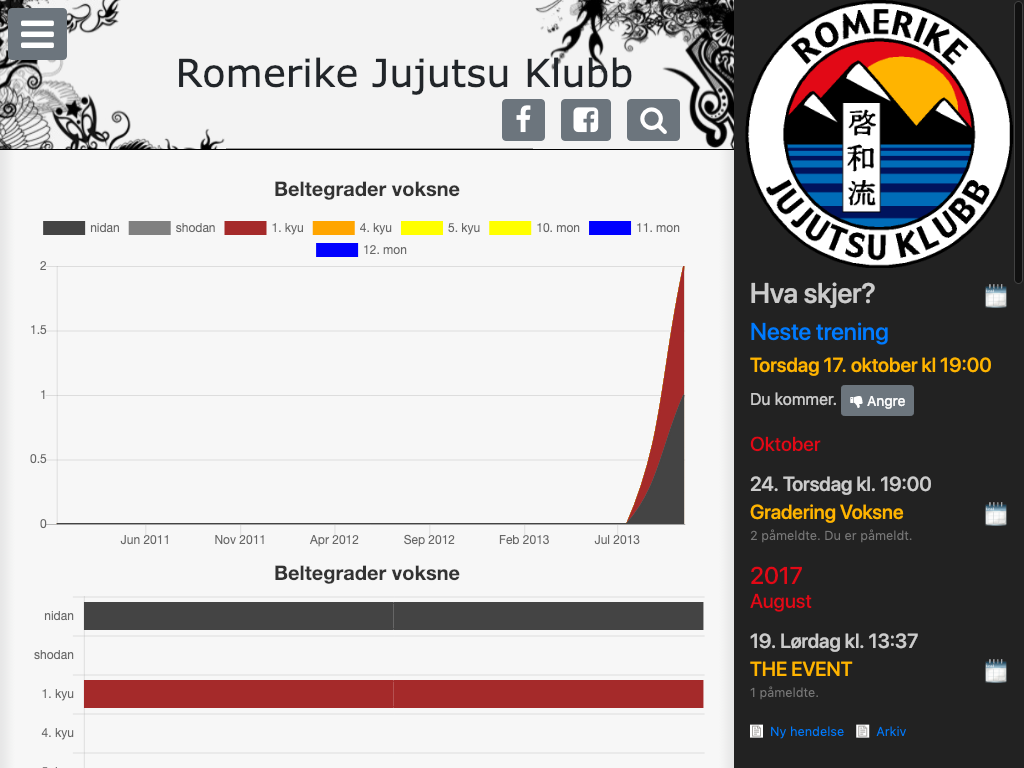 Romerike Jujutsu Klubb
Beltegrader voksne
nidan shodan 1. kyu 4. kyu 5. kyu 10. mon 11. mon
12. mon
2
1.5
1
0.5
0
Jun 2011 Nov 2011 Apr 2012 Sep 2012 Feb 2013 Jul 2013
Beltegrader voksne
nidan
shodan
1. kyu
4. kyu
ROMERIKE
啓和流
JUJUTSU KLUBB
Hva skjer?
Neste trening
Torsdag 17. oktober kl 19:00
Du kommer. Angre
Oktober
24. Torsdag kl. 19:00
Gradering Voksne
2 påmeldte. Du er påmeldt.
2017
August
19. Lørdag kl. 13:37
THE EVENT
1 påmeldte.
Ny hendelse Arkiv